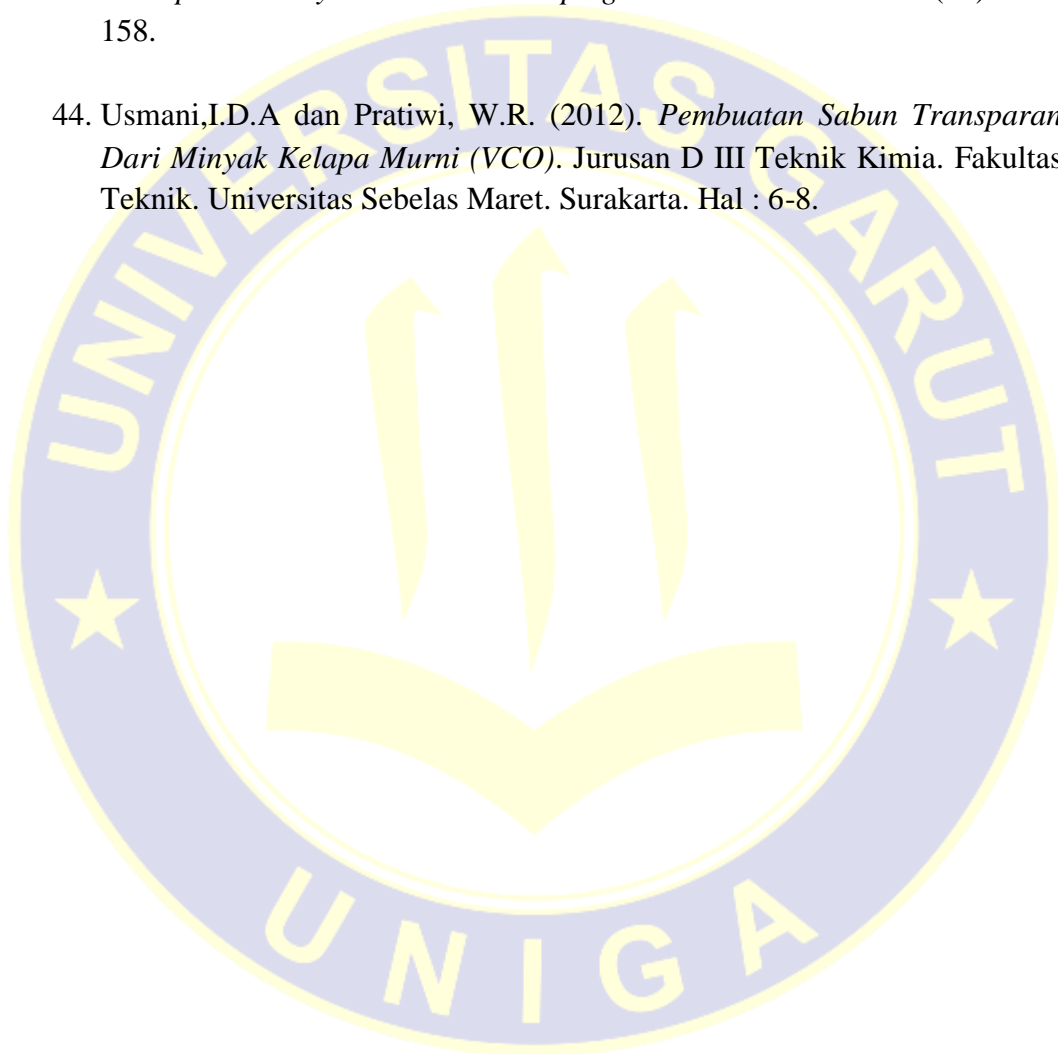 158.
44. Usmani,I.D.A dan Pratiwi, W.R. (2012). Pembuatan Sabun Transparan
Dari Minyak Kelapa Murni (VCO). Jurusan D III Teknik Kimia. Fakultas
Teknik. Universitas Sebelas Maret. Surakarta. Hal : 6-8.
UNIVERSITAS GARUT
UNIGA